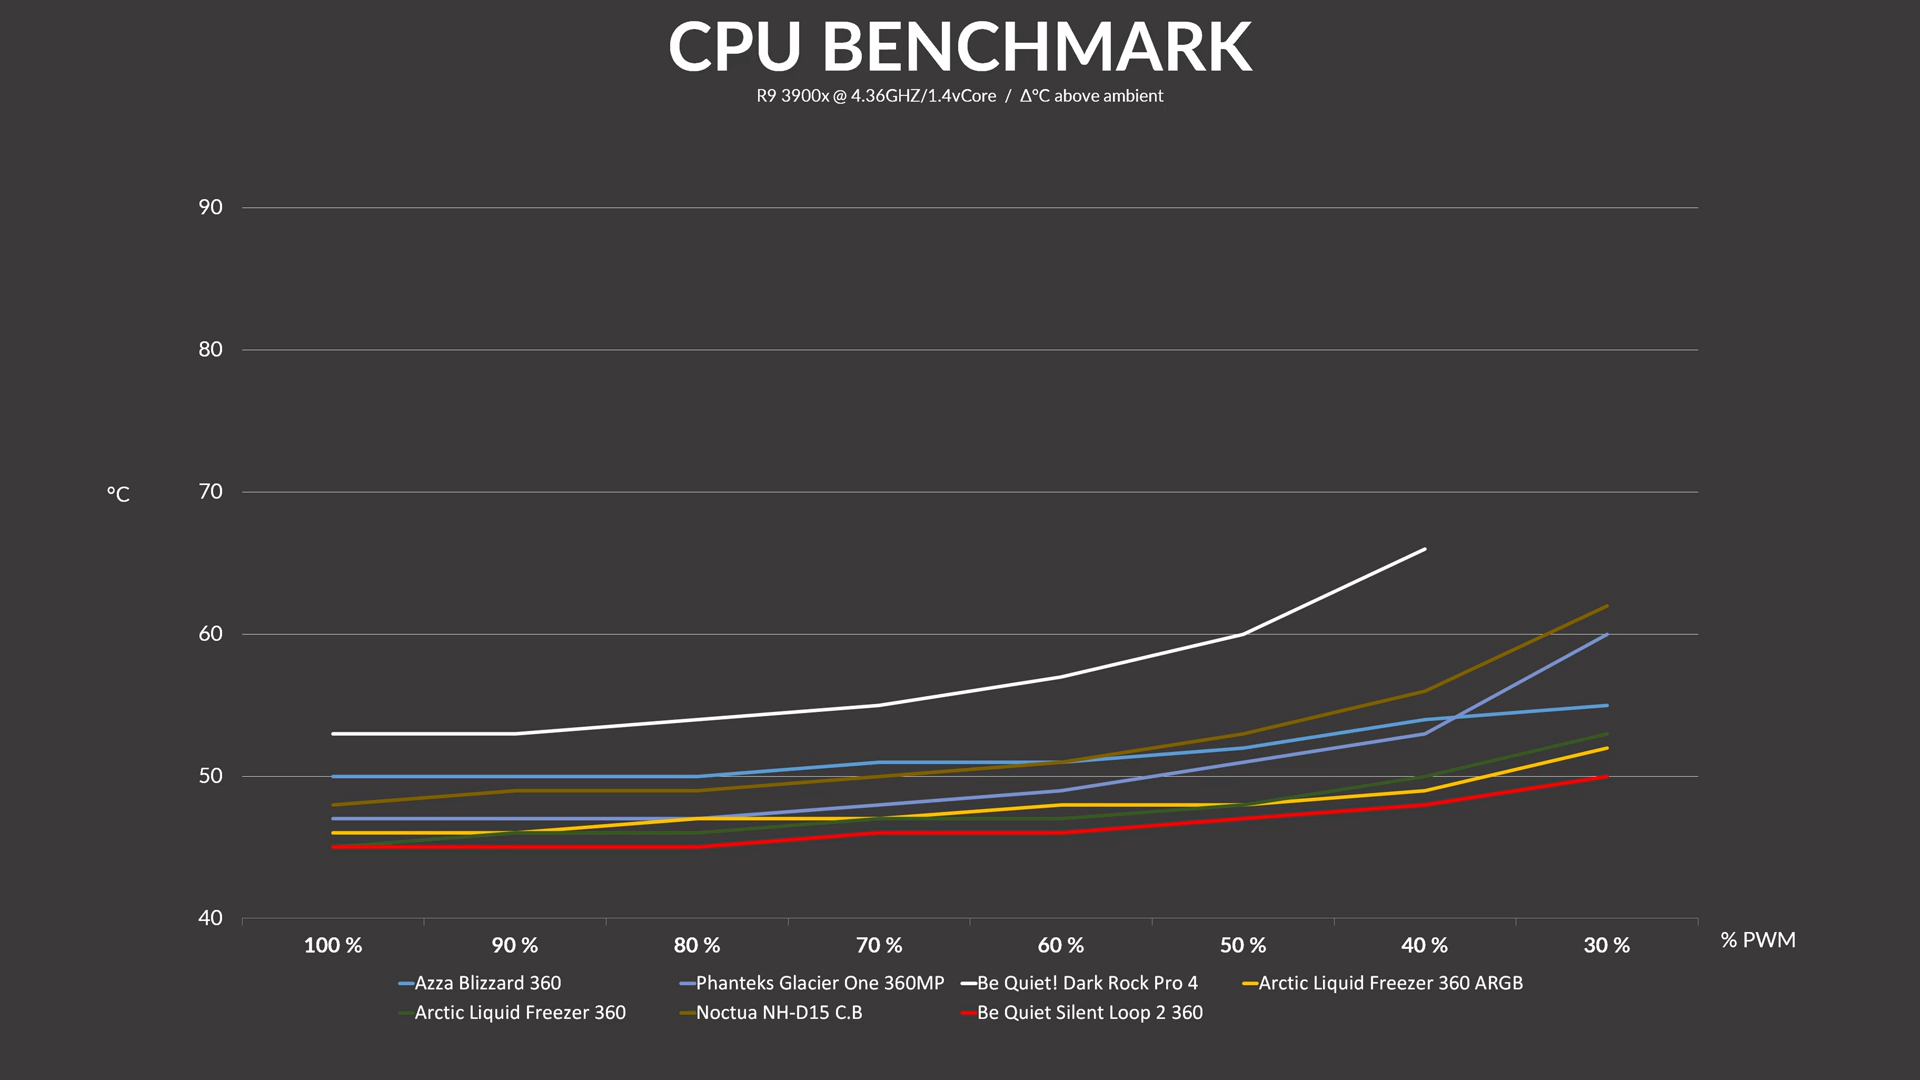 CPU BENCHMARK
R9 3900x @ 4.36GHZ/1.4vCore / Δ°C above ambient
90
80
70
°C
60
50
40
100 % 90 % 80 % 70 % 60 % 50 % 40 % 30 %
% PWM
Azza Blizzard 360 Phanteks Glacier One 360MP Be Quiet! Dark Rock Pro 4 Arctic Liquid Freezer 360 ARGB
Arctic Liquid Freezer 360 Noctua NH-D15 C.B Be Quiet Silent Loop 2 360